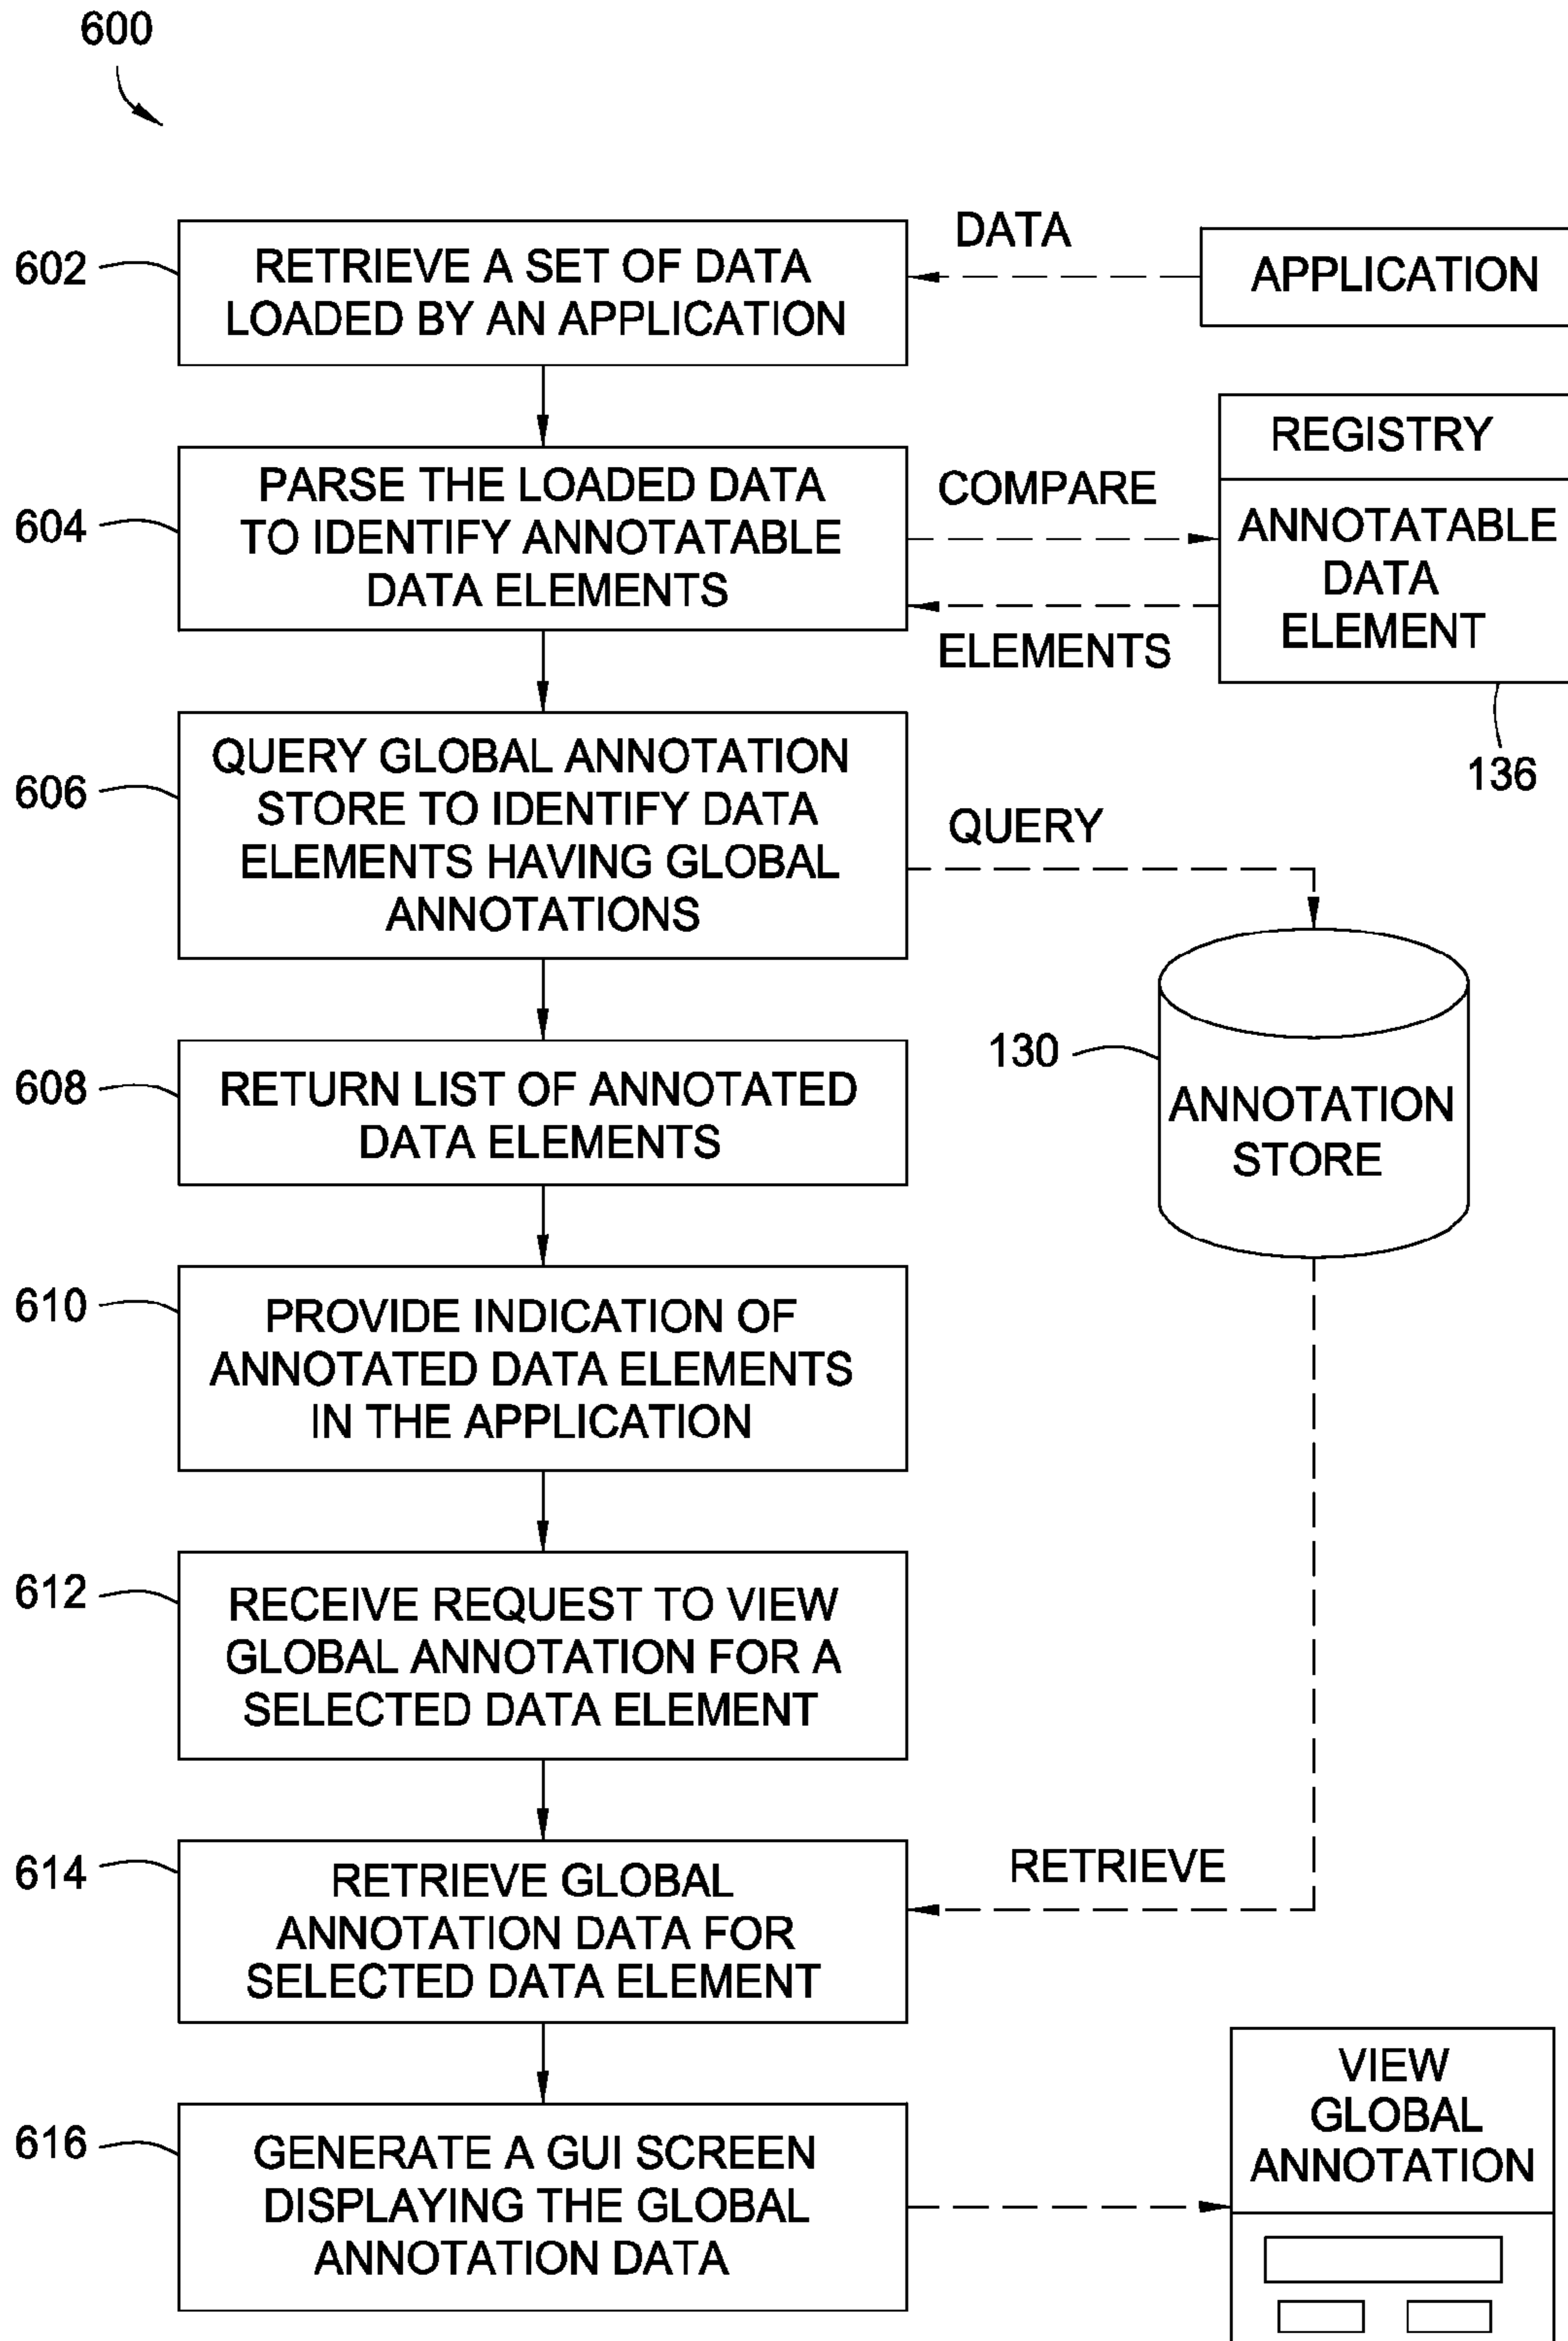 600
602
RETRIEVE A SET OF DATA
LOADED BY AN APPLICATION
DATA
APPLICATION
604
PARSE THE LOADED DATA
TO IDENTIFY ANNOTATABLE
DATA ELEMENTS
COMPARE
ELEMENTS
REGISTRY
ANNOTATABLE
DATA
ELEMENT
136
606
QUERY GLOBAL ANNOTATION
STORE TO IDENTIFY DATA
ELEMENTS HAVING GLOBAL
ANNOTATIONS
QUERY
130
ANNOTATION
STORE
608
RETURN LIST OF ANNOTATED
DATA ELEMENTS
610
PROVIDE INDICATION OF
ANNOTATED DATA ELEMENTS
IN THE APPLICATION
612
RECEIVE REQUEST TO VIEW
GLOBAL ANNOTATION FOR A
SELECTED DATA ELEMENT
614
RETRIEVE GLOBAL
ANNOTATION DATA FOR
SELECTED DATA ELEMENT
RETRIEVE
616
GENERATE A GUI SCREEN
DISPLAYING THE GLOBAL
ANNOTATION DATA
VIEW
GLOBAL
ANNOTATION